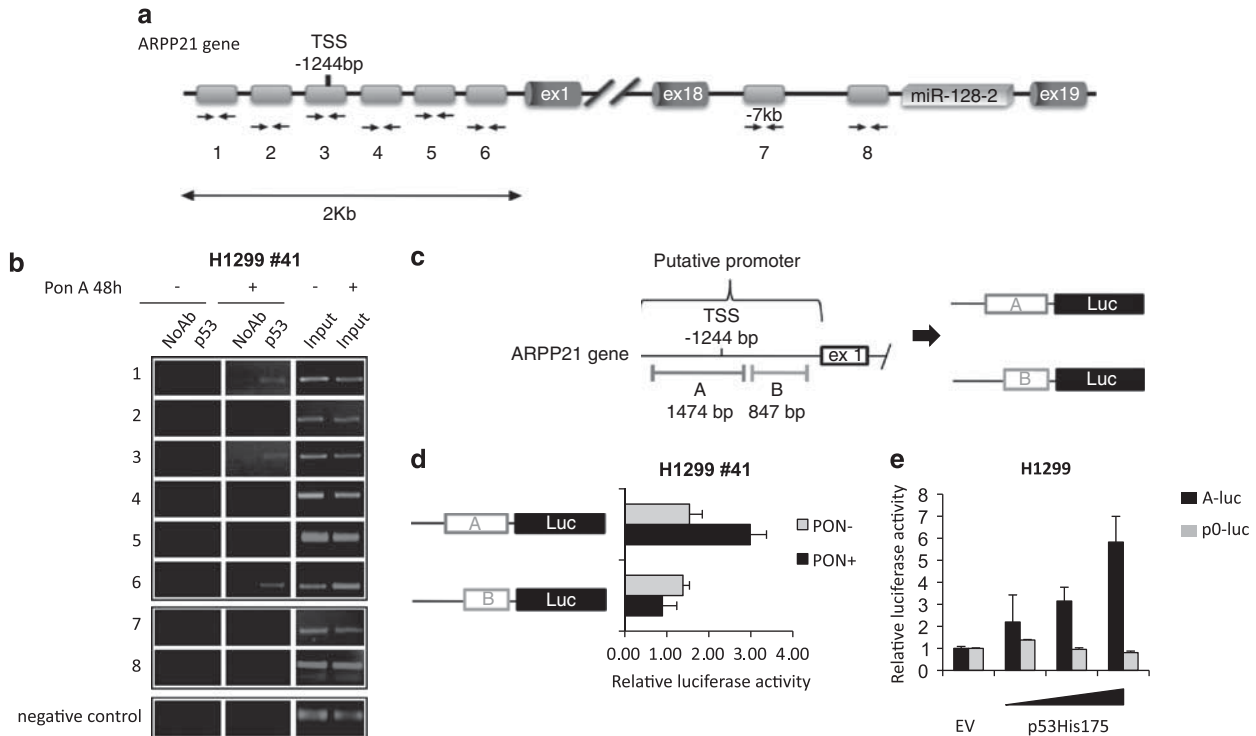 a
ARPP21 gene
TSS
-1244bp
ex1
ex18
miR-128-2
ex19
-7kb
1 2 3 4 5 6 7 8
2Kb
b
H1299 #41
Pon A 48h - + - +
NoAb p53 NoAb p53 Input Input
1
2
3
4
5
6
7
8
negative control
c
Putative promoter
TSS
-1244 bp
ARPP21 gene
ex 1
A B
1474 bp 847 bp
A Luc
B Luc
d
H1299 #41
A Luc
B Luc
PON-
PON+
0.00 1.00 2.00 3.00 4.00
Relative luciferase activity
e
H1299
Relative luciferase activity
8
7
6
5
4
3
2
1
0
A-luc
p0-luc
EV p53His175